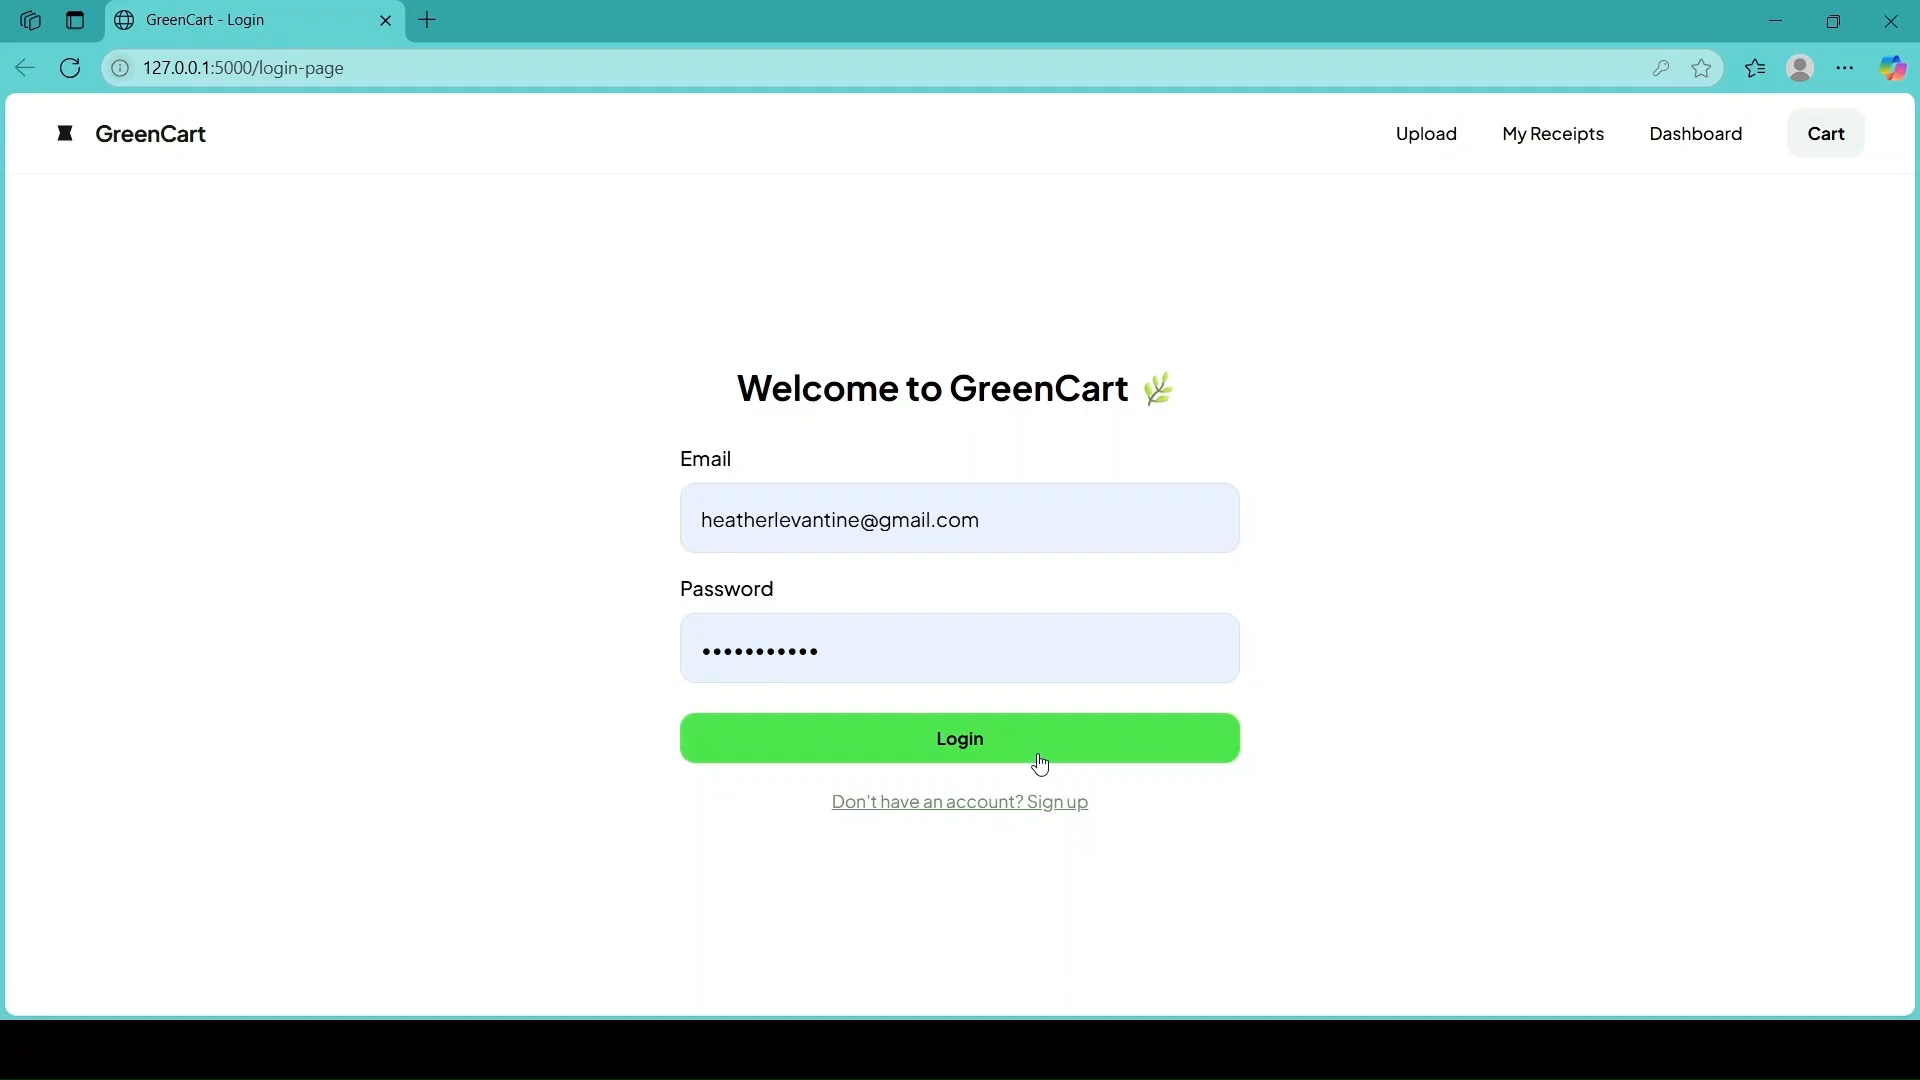 GreenCart - Login
127.0.0.1:5000/login-page
GreenCart
Upload
My Receipts
Dashboard
Cart
Welcome to GreenCart
Email
heatherlevantine@gmail.com
Password
•••••••••••
Login
Don't have an account? Sign up